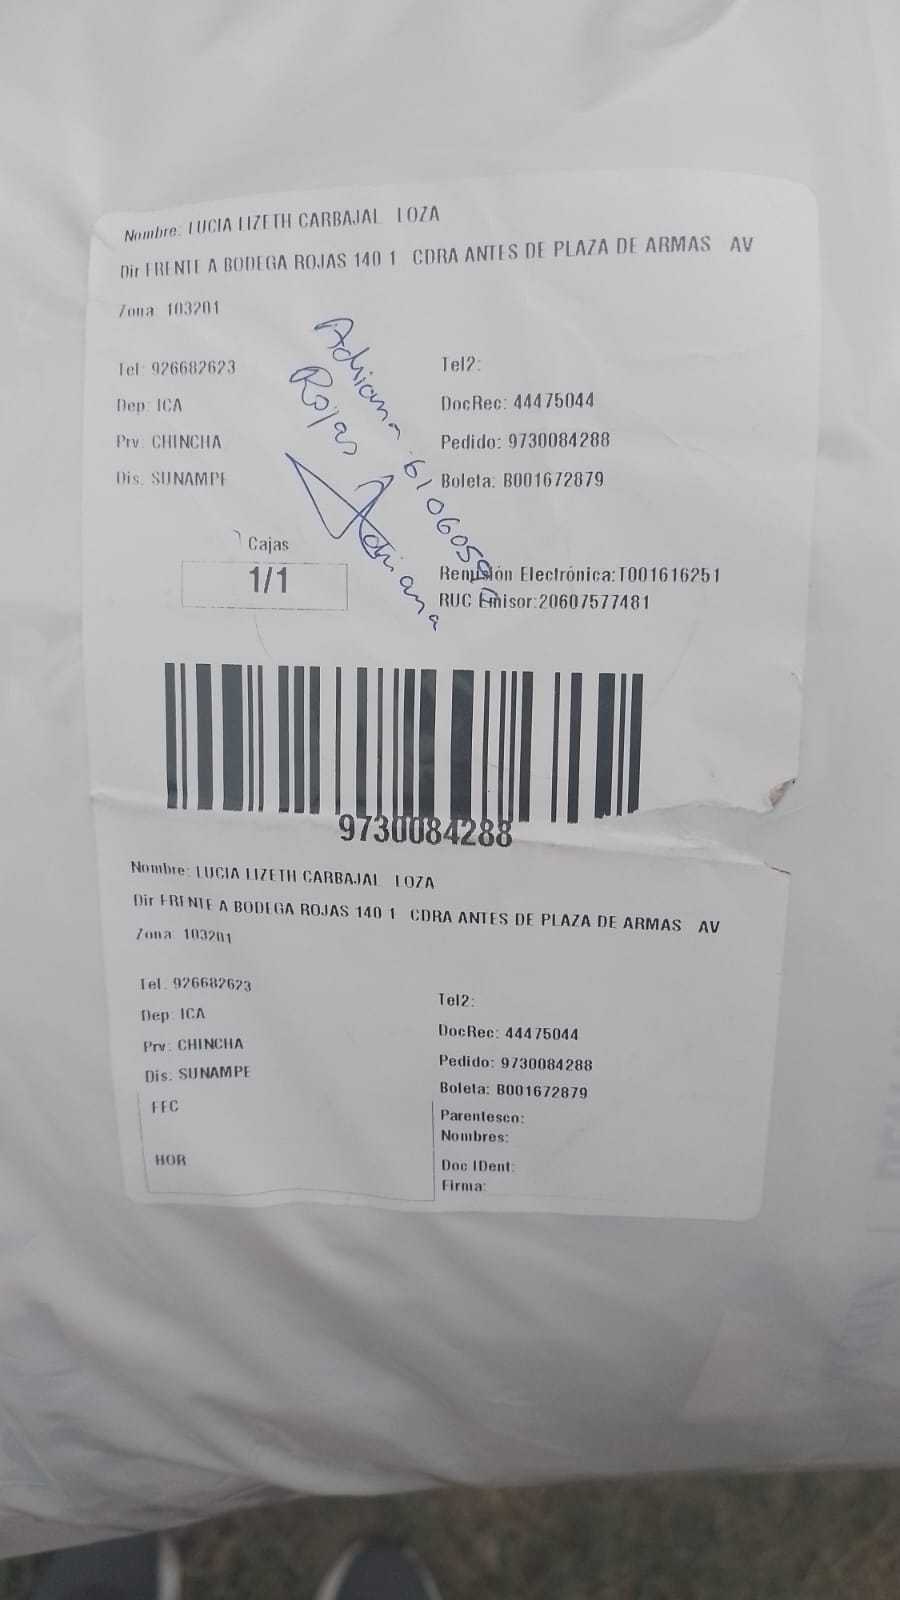 Nombre: LUCIA LIZETH CARBAJAL LOZA
Dir FRENTE A BODEGA ROJAS 140 1 CDRA ANTES DE PLAZA DE ARMAS AV
Zona: 103201
Tel: 926682623 Tel2:
Dep: ICA DocRec: 44475044
Prv: CHINCHA Pedido: 9730084288
Dis. SUNAMPE Boleta: B001672879
Adriana
Rojas
Adriana
Cajas
1/1
Remisión Electrónica:T001616251
RUC Emisor:20607577481
9730084288
Nombre: LUCIA LIZETH CARBAJAL LOZA
Dir FRENTE A BODEGA ROJAS 140 1 CDRA ANTES DE PLAZA DE ARMAS AV
Zona: 103201
Tel. 926682623 Tel2:
Dep: ICA DocRec: 44475044
Prv: CHINCHA Pedido: 9730084288
Dis. SUNAMPE Boleta: B001672879
FEC Parentesco:
Nombres:
HOR Doc IDent:
Firma: